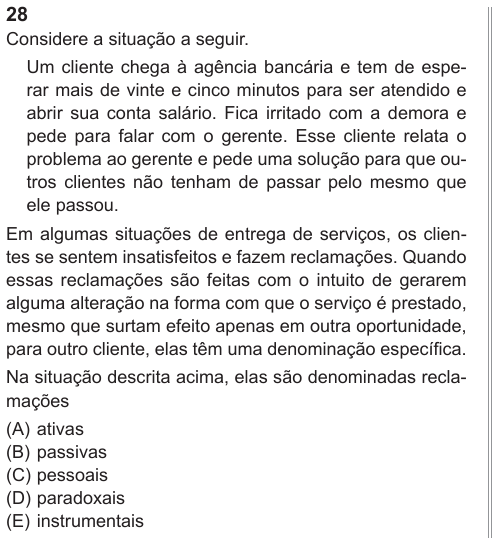 28
Considere a situação a seguir.
Um cliente chega à agência bancária e tem de espe-
rar mais de vinte e cinco minutos para ser atendido e
abrir sua conta salário. Fica irritado com a demora e
pede para falar com o gerente. Esse cliente relata o
problema ao gerente e pede uma solução para que ou-
tros clientes não tenham de passar pelo mesmo que
ele passou.
Em algumas situações de entrega de serviços, os clien-
tes se sentem insatisfeitos e fazem reclamações. Quando
essas reclamações são feitas com o intuito de gerarem
alguma alteração na forma com que o serviço é prestado,
mesmo que surtam efeito apenas em outra oportunidade,
para outro cliente, elas têm uma denominação específica.
Na situação descrita acima, elas são denominadas recla-
mações
(A) ativas
(B) passivas
(C) pessoais
(D) paradoxais
(E) instrumentais